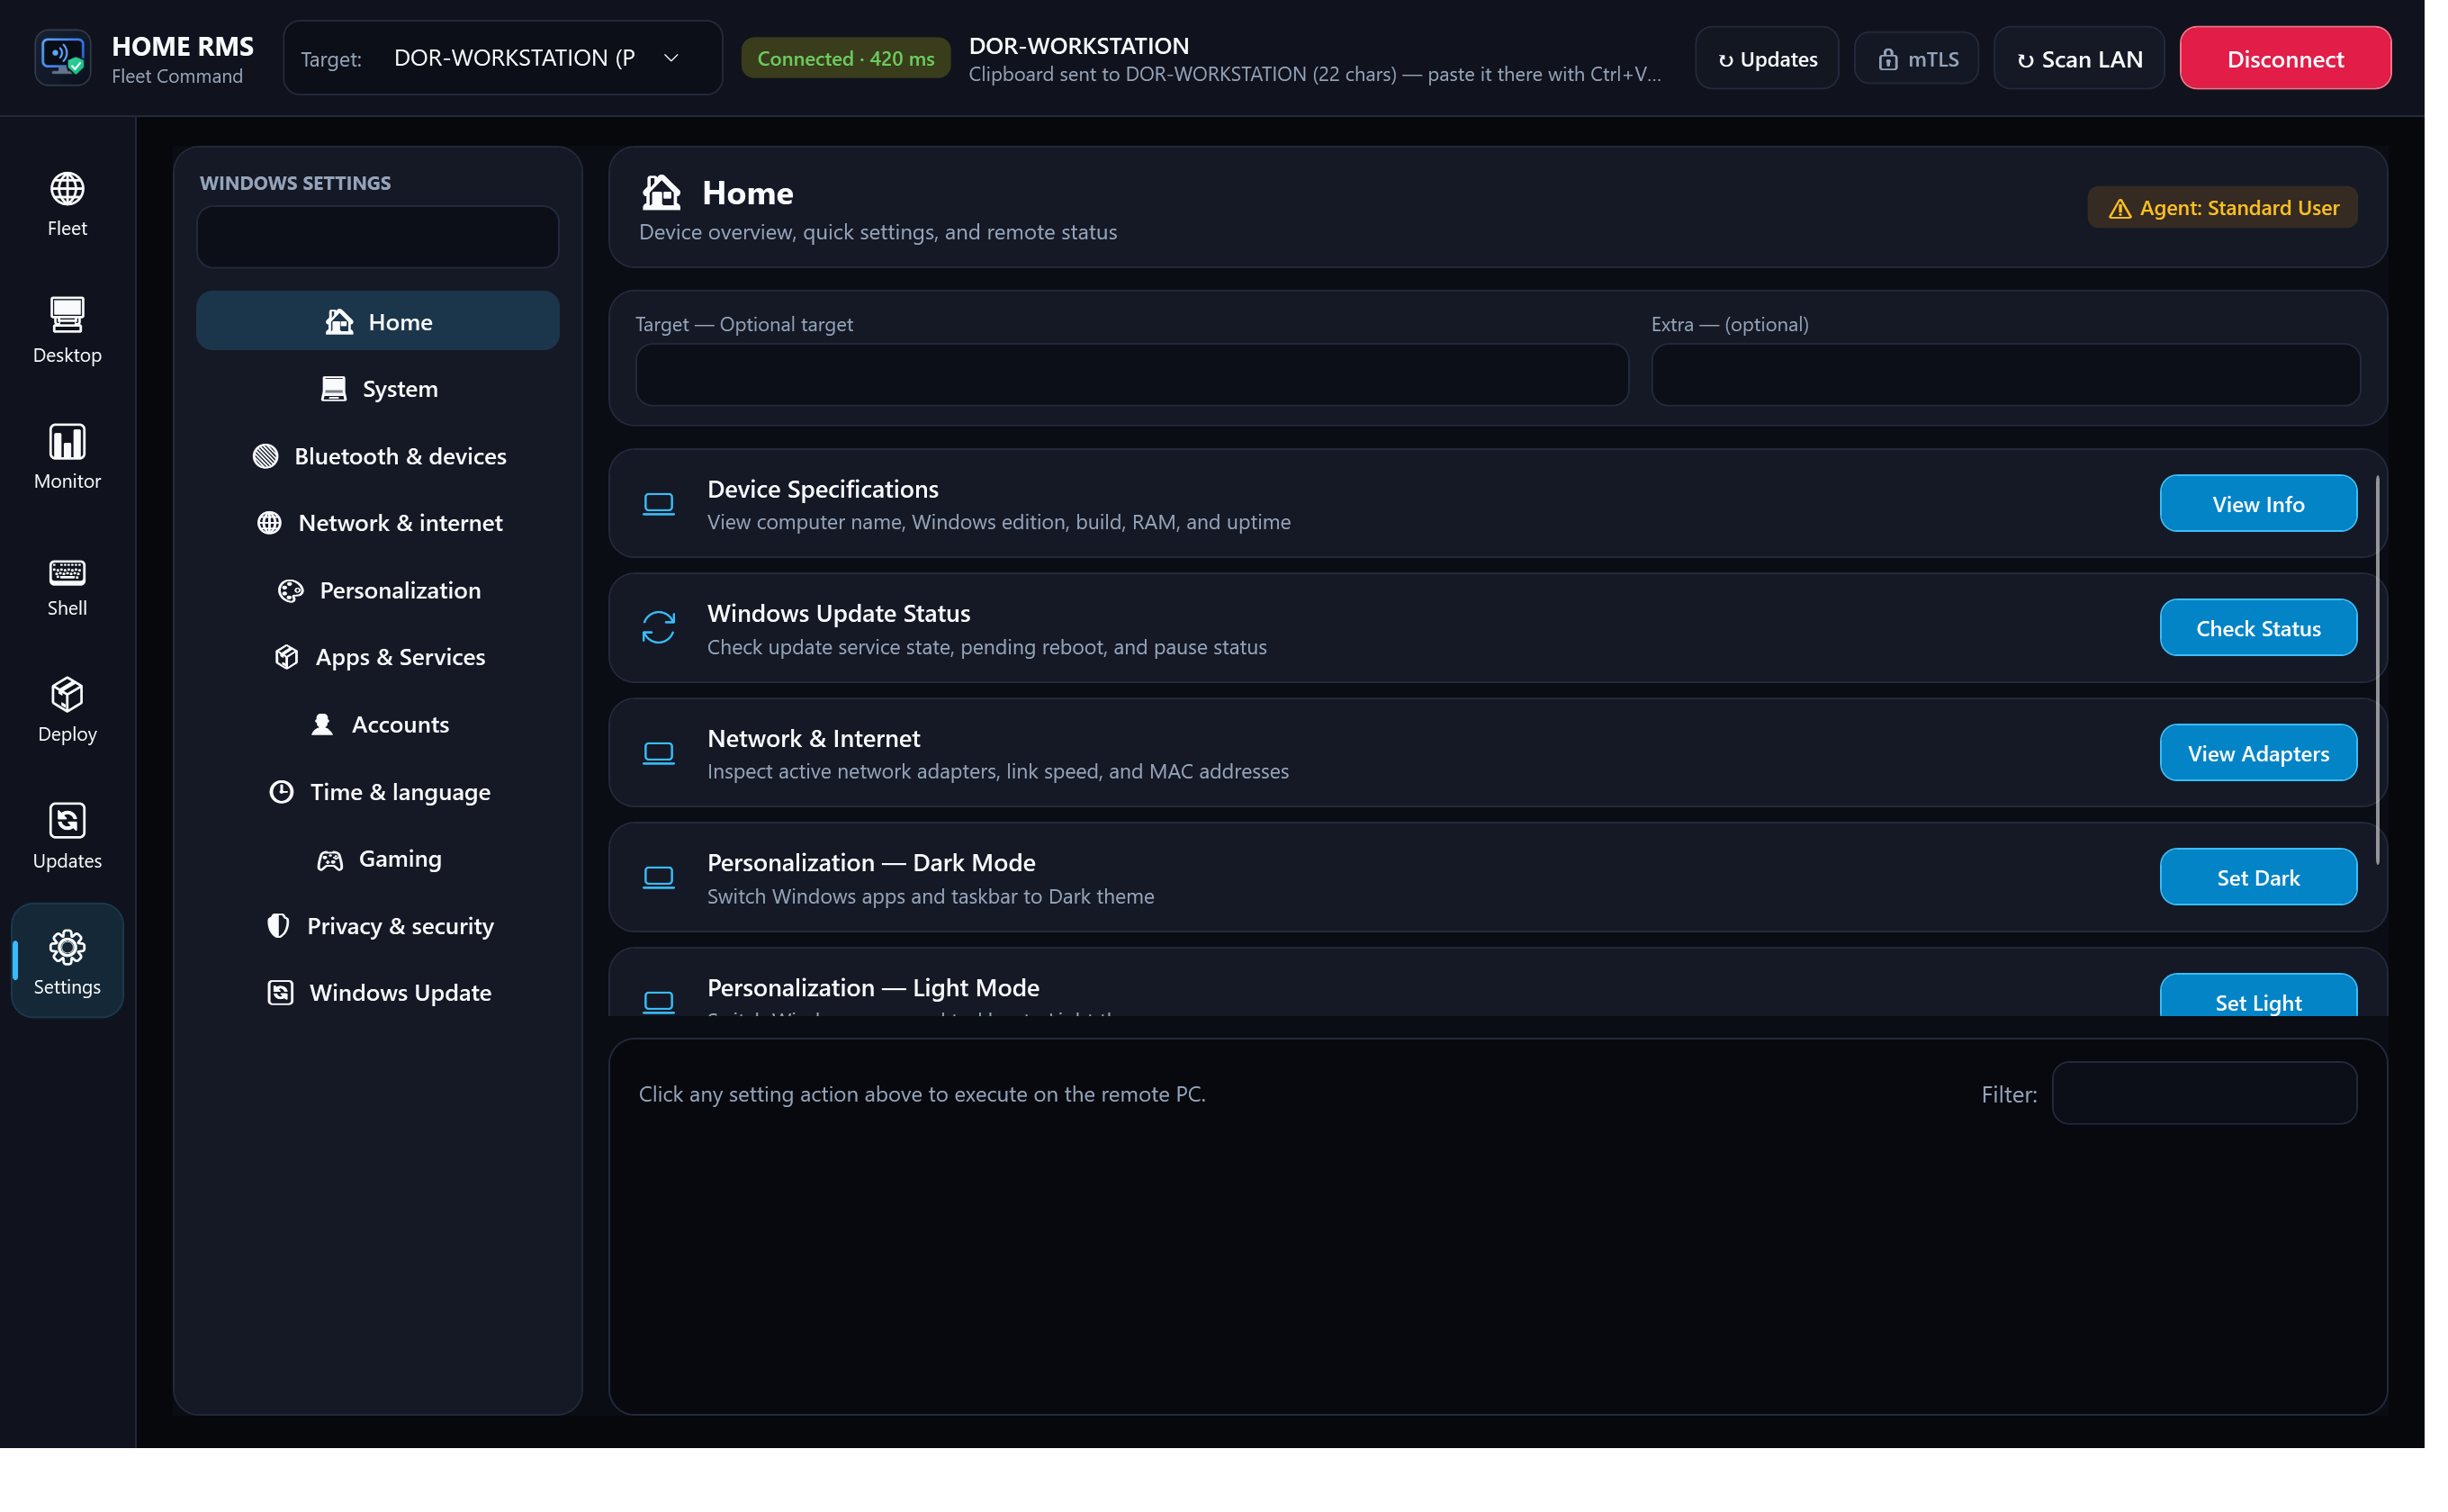 HOME RMS
Fleet Command
Target:
DOR-WORKSTATION (P
Connected · 420 ms
DOR-WORKSTATION
Clipboard sent to DOR-WORKSTATION (22 chars) — paste it there with Ctrl+V...
↻ Updates
mTLS
↻ Scan LAN
Disconnect
Fleet
Desktop
Monitor
Shell
Deploy
Updates
Settings
WINDOWS SETTINGS
Home
System
Bluetooth & devices
Network & internet
Personalization
Apps & Services
Accounts
Time & language
Gaming
Privacy & security
Windows Update
Home
Device overview, quick settings, and remote status
Agent: Standard User
Target — Optional target
Extra — (optional)
Device Specifications
View computer name, Windows edition, build, RAM, and uptime
View Info
Windows Update Status
Check update service state, pending reboot, and pause status
Check Status
Network & Internet
Inspect active network adapters, link speed, and MAC addresses
View Adapters
Personalization — Dark Mode
Switch Windows apps and taskbar to Dark theme
Set Dark
Personalization — Light Mode
Set Light
Click any setting action above to execute on the remote PC.
Filter: